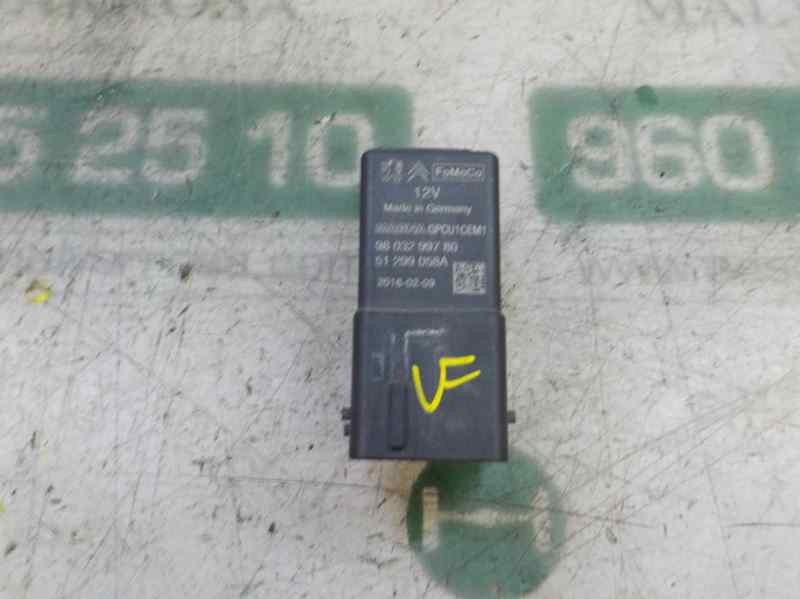 5 25 10
960
FoMoCo
12V
Made in Germany
GPCU1CEM1
98 032 997 80
51 299 058A
2016-02-09
VF